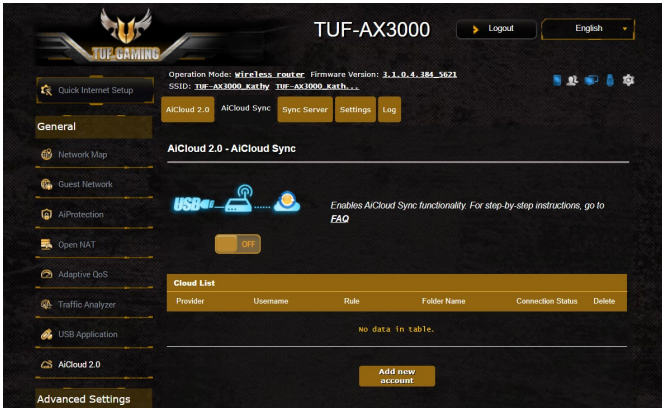 TUF GAMING
TUF-AX3000
Logout
English
Quick Internet Setup
Operation Mode: Wireless router Firmware Version: 3.1.0.4.384_5621
SSID: TUF-AX3000_Kathy TUF-AX3000_Kath...
AiCloud 2.0 AiCloud Sync Sync Server Settings Log
General
Network Map
Guest Network
AiProtection
Open NAT
Adaptive QoS
Traffic Analyzer
USB Application
AiCloud 2.0
Advanced Settings
AiCloud 2.0 - AiCloud Sync
USB
Enables AiCloud Sync functionality. For step-by-step instructions, go to
FAQ
OFF
Cloud List
Provider Username Rule Folder Name Connection Status Delete
No data in table.
Add new
account